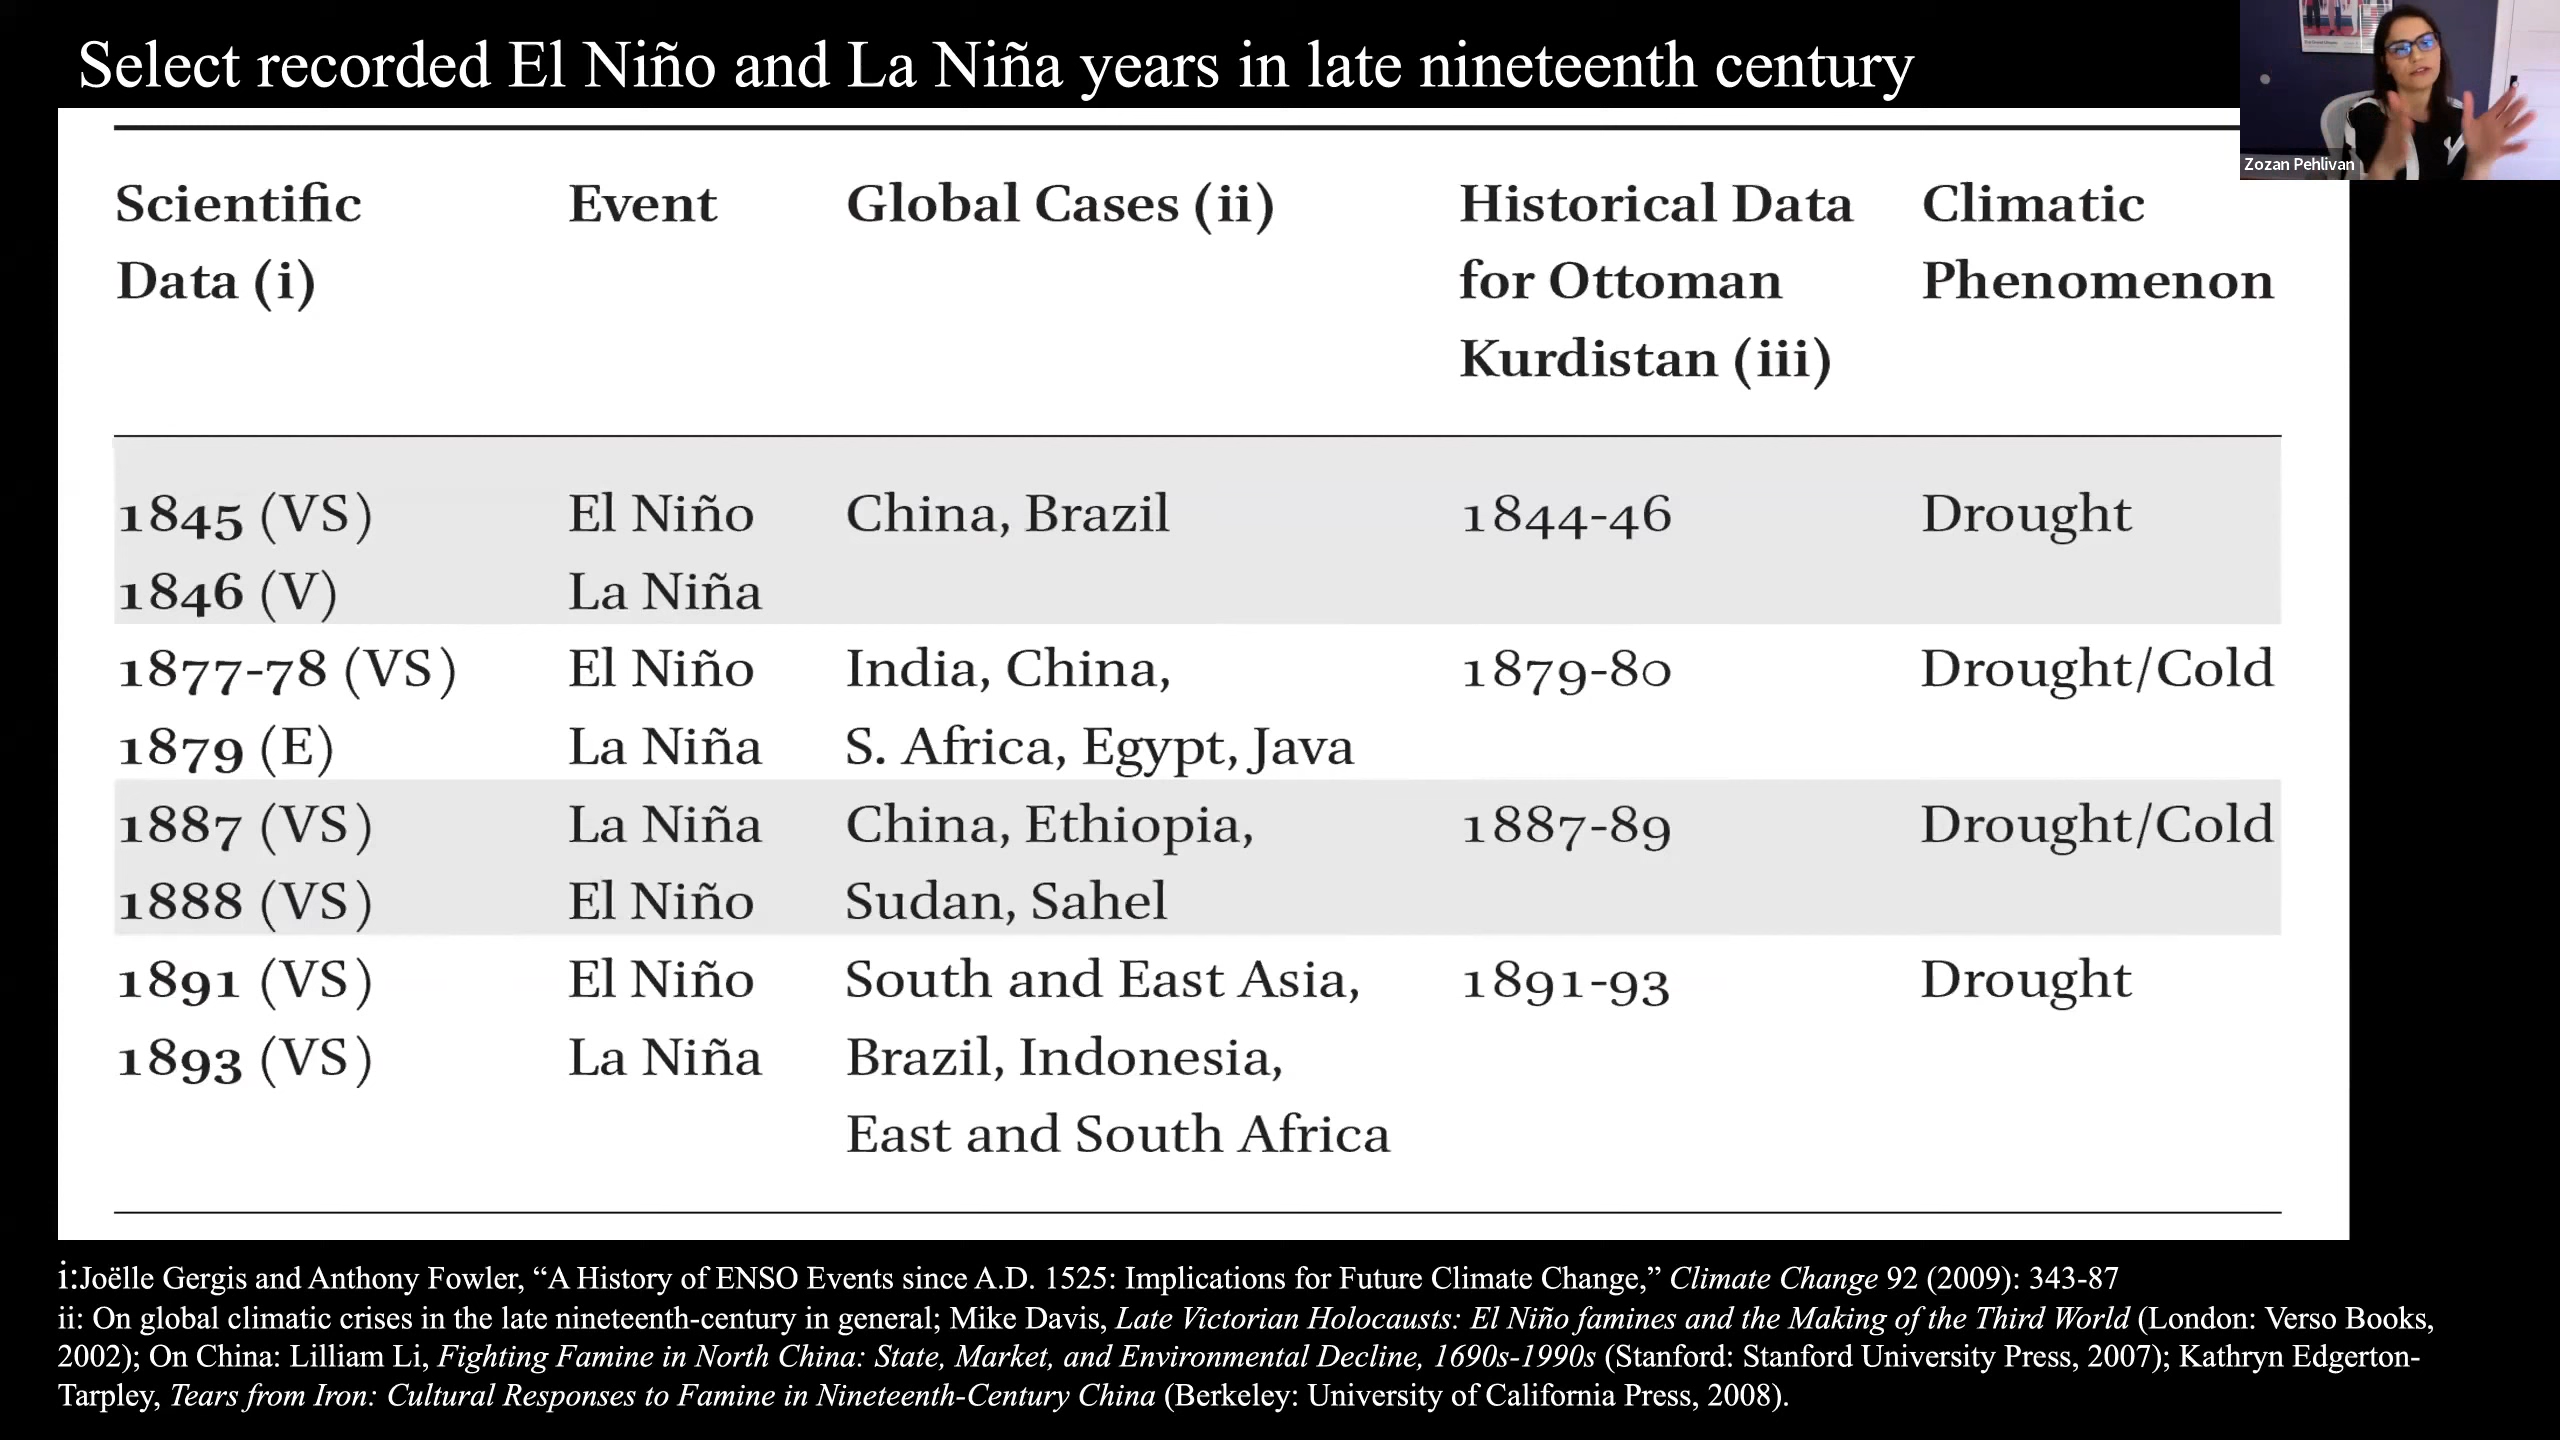 Select recorded El Niño and La Niña years in late nineteenth century
Zozan Pehlivan
Scientific Data (i) Event Global Cases (ii) Historical Data for Ottoman Kurdistan (iii) Climatic Phenomenon
1845 (VS) El Niño China, Brazil 1844-46 Drought
1846 (V) La Niña
1877-78 (VS) El Niño India, China, 1879-80 Drought/Cold
1879 (E) La Niña S. Africa, Egypt, Java
1887 (VS) La Niña China, Ethiopia, 1887-89 Drought/Cold
1888 (VS) El Niño Sudan, Sahel
1891 (VS) El Niño South and East Asia, 1891-93 Drought
1893 (VS) La Niña Brazil, Indonesia,
East and South Africa
i:Joëlle Gergis and Anthony Fowler, “A History of ENSO Events since A.D. 1525: Implications for Future Climate Change,” Climate Change 92 (2009): 343-87
ii: On global climatic crises in the late nineteenth-century in general; Mike Davis, Late Victorian Holocausts: El Niño famines and the Making of the Third World (London: Verso Books,
2002); On China: Lilliam Li, Fighting Famine in North China: State, Market, and Environmental Decline, 1690s-1990s (Stanford: Stanford University Press, 2007); Kathryn Edgerton-
Tarpley, Tears from Iron: Cultural Responses to Famine in Nineteenth-Century China (Berkeley: University of California Press, 2008).